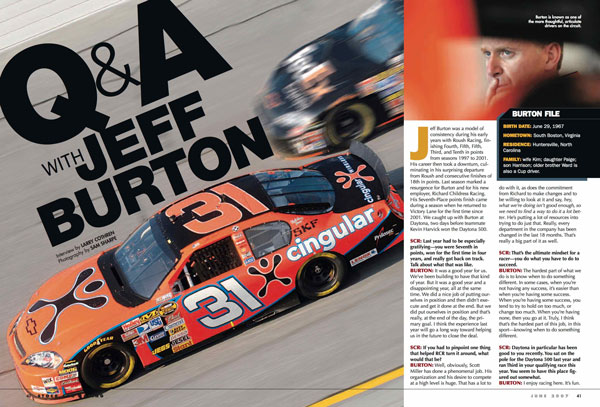 Q&A
WITH JEFF
BURTON
Interview by LARRY COTHREN
Photography by SAM SHARPE
31
cingular
SKF
cingular
31
GOODYEAR
Burton is known as one of
the more thoughtful, articulate
drivers on the circuit.
BURTON FILE
BIRTH DATE: June 29, 1967
HOMETOWN: South Boston, Virginia
RESIDENCE: Huntersville, North
Carolina
FAMILY: wife Kim; daughter Paige;
son Harrison; older brother Ward is
also a Cup driver.
Jeff Burton was a model of
consistency during his early
years with Roush Racing, fin-
ishing Fourth, Fifth, Fifth,
Third, and Tenth in points
from seasons 1997 to 2001.
His career then took a downturn, cul-
minating in his surprising departure
from Roush and consecutive finishes of
18th in points. Last season marked a
resurgence for Burton and for his new
employer, Richard Childress Racing.
His Seventh-Place points finish came
during a season when he returned to
Victory Lane for the first time since
2001. We caught up with Burton at
Daytona, two days before teammate
Kevin Harvick won the Daytona 500.
SCR: Last year had to be especially
gratifying—you were Seventh in
points, won for the first time in four
years, and really got back on track.
Talk about what that was like.
BURTON: It was a good year for us.
We've been building to have that kind
of year. But it was a good year and a
disappointing year, all at the same
time. We did a nice job of putting our-
selves in position and then didn't exe-
cute and get it done at the end. But we
did put ourselves in position and that's
really, at the end of the day, the pri-
mary goal. I think the experience last
year will go a long way toward helping
us in the future to close the deal.
SCR: If you had to pinpoint one thing
that helped RCR turn it around, what
would that be?
BURTON: Well, obviously, Scott
Miller has done a phenomenal job. His
organization and his desire to compete
at a high level is huge. That has a lot to
do with it, as does the commitment
from Richard to make changes and to
be willing to look at it and say, hey,
what we're doing isn't good enough, so
we need to find a way to do it a lot bet-
ter. He's putting a lot of resources into
trying to do just that. Really, every
department in the company has been
changed in the last 18 months. That's
really a big part of it as well.
SCR: That's the ultimate mindset for a
racer—you do what you have to do to
succeed.
BURTON: The hardest part of what we
do is to know when to do something
different. In some cases, when you're
not having any success, it's easier than
when you're having some success.
When you're having some success, you
tend to try to hold on too much, or
change too much. When you're having
none, then you go at it. Truly, I think
that's the hardest part of this job, in this
sport—knowing when to do something
different.
SCR: Daytona in particular has been
good to you recently. You sat on the
pole for the Daytona 500 last year and
ran Third in your qualifying race this
year. You seem to have this place fig-
ured out somewhat.
BURTON: I enjoy racing here. It's fun.
JUNE 2007 41